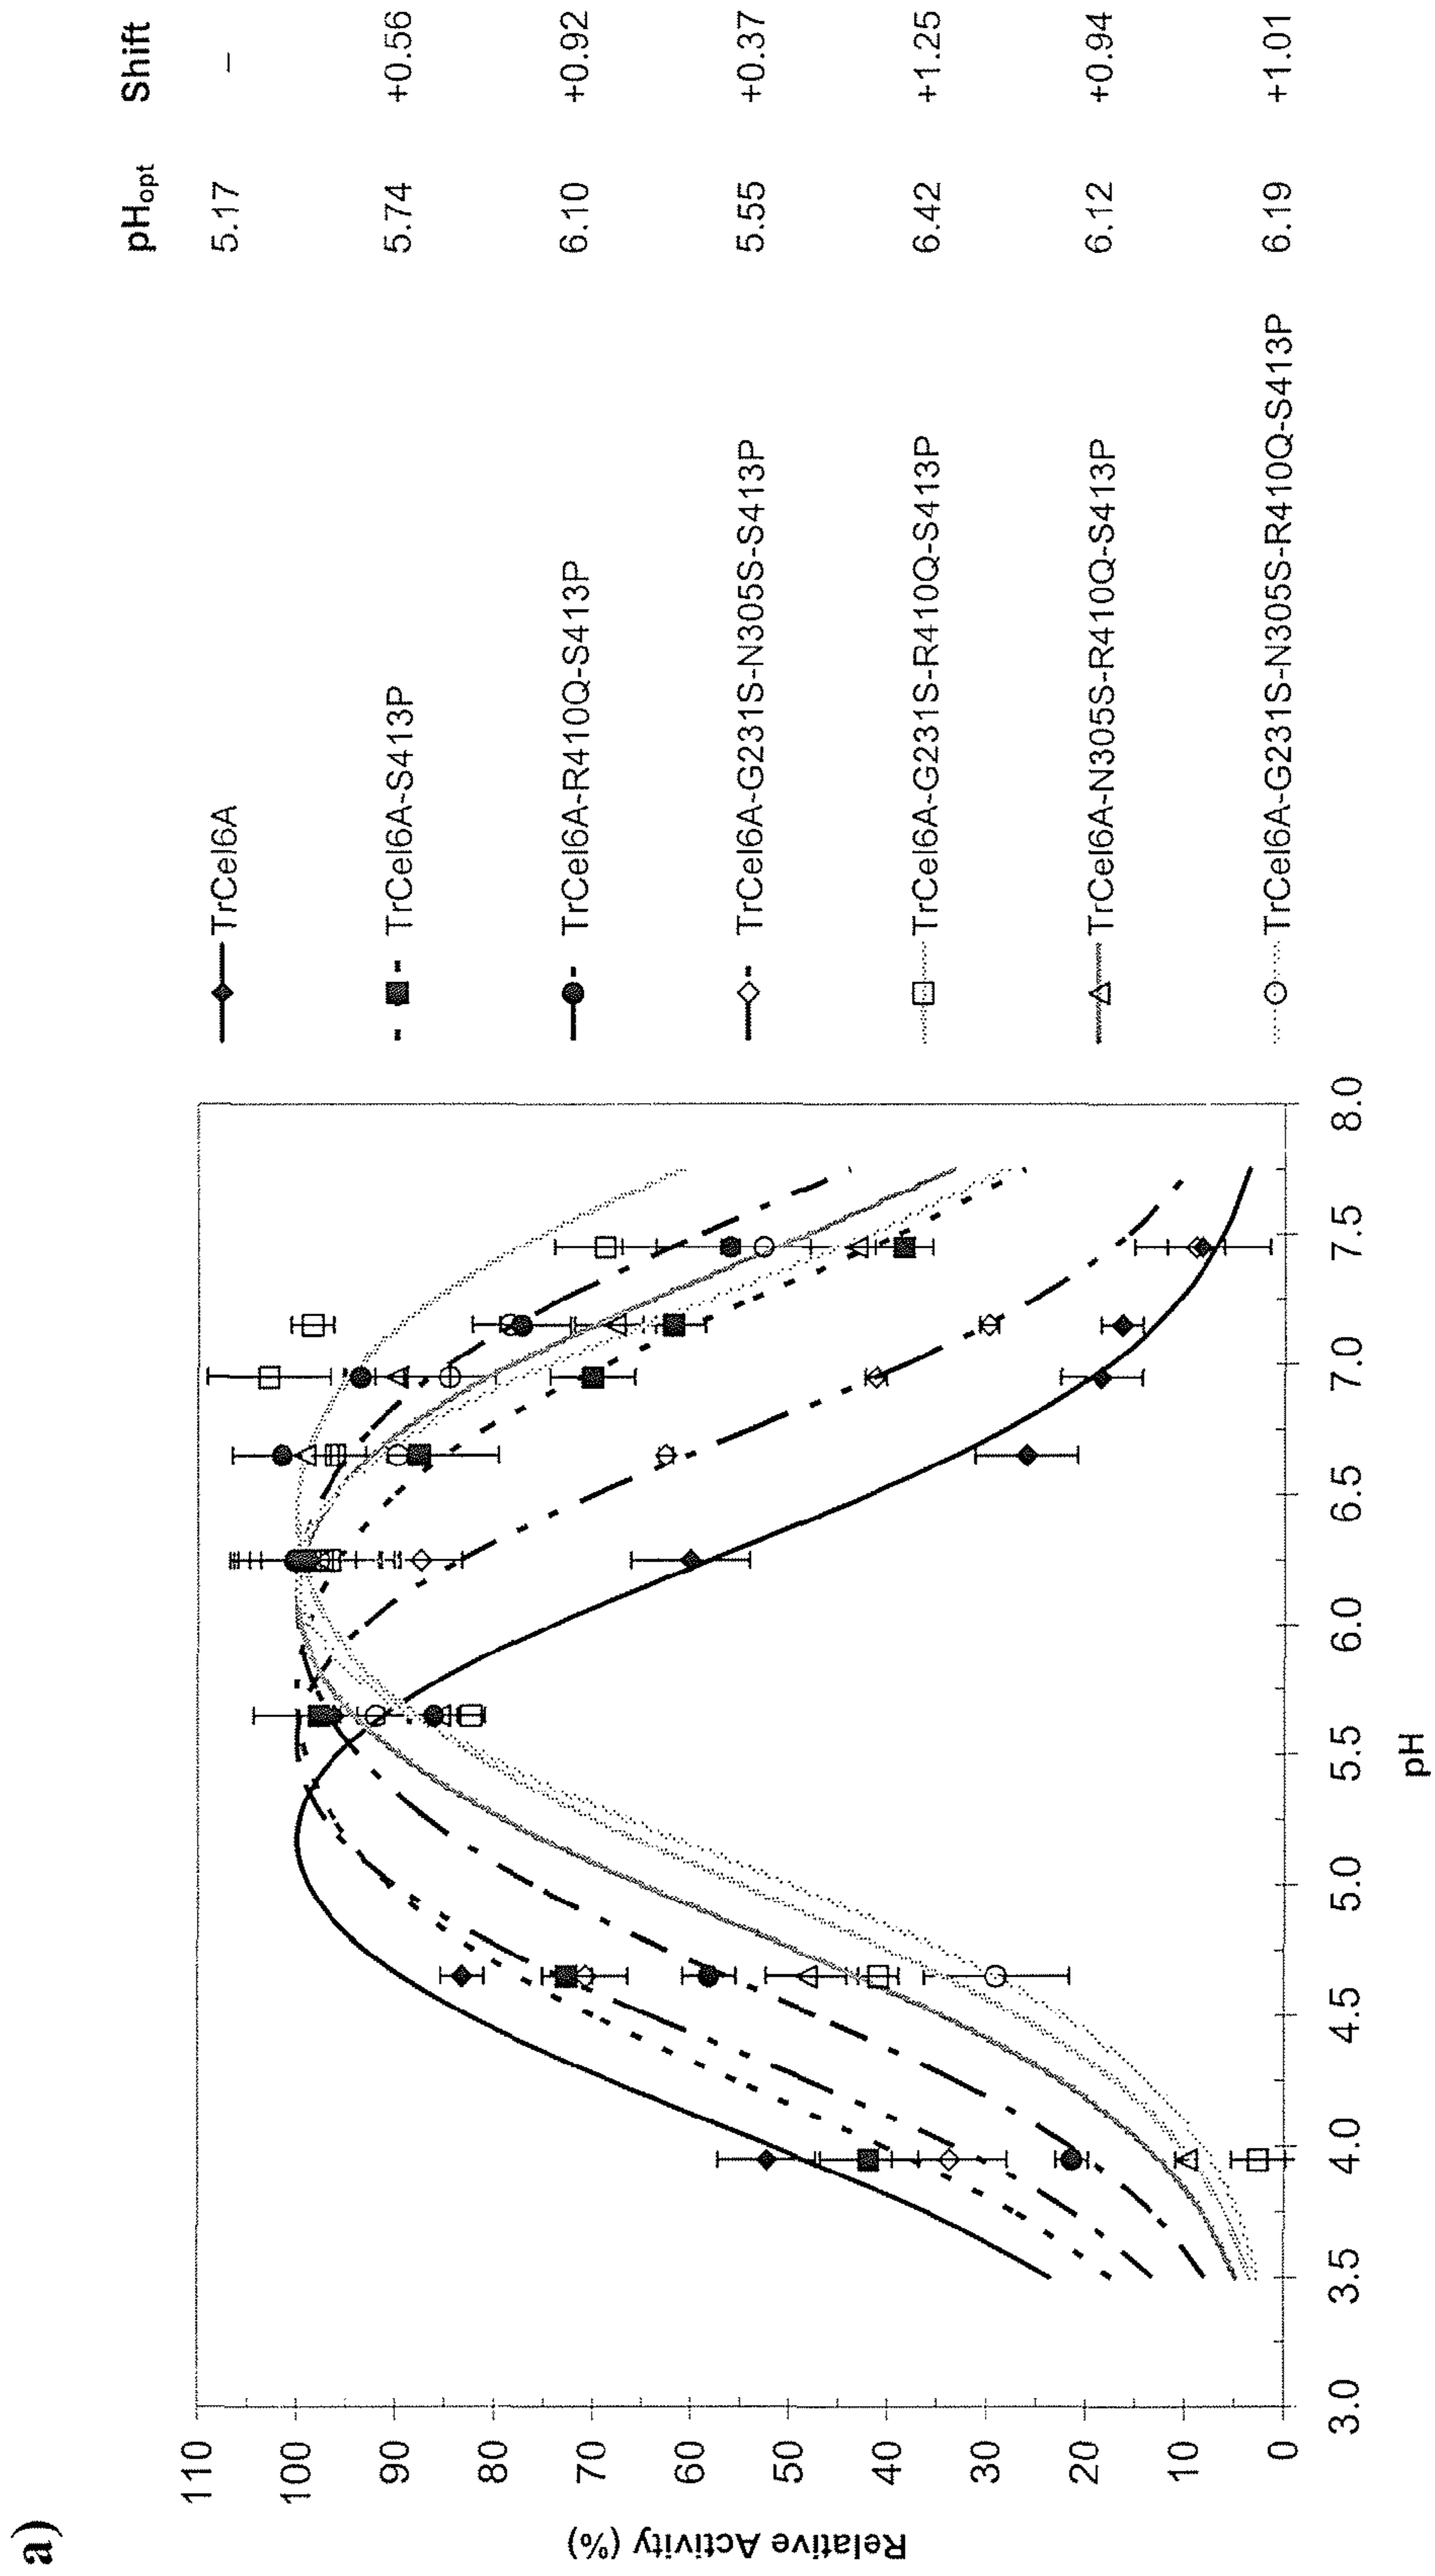 a)
Relative Activity (%)
110
100
90
80
70
60
50
40
30
20
10
0
3.0 3.5 4.0 4.5 5.0 5.5 6.0 6.5 7.0 7.5 8.0
pH
pHopt Shift
TrCel6A 5.17 –
TrCel6A-S413P 5.74 +0.56
TrCel6A-R410Q-S413P 6.10 +0.92
TrCel6A-G231S-N305S-S413P 5.55 +0.37
TrCel6A-G231S-R410Q-S413P 6.42 +1.25
TrCel6A-N305S-R410Q-S413P 6.12 +0.94
TrCel6A-G231S-N305S-R410Q-S413P 6.19 +1.01